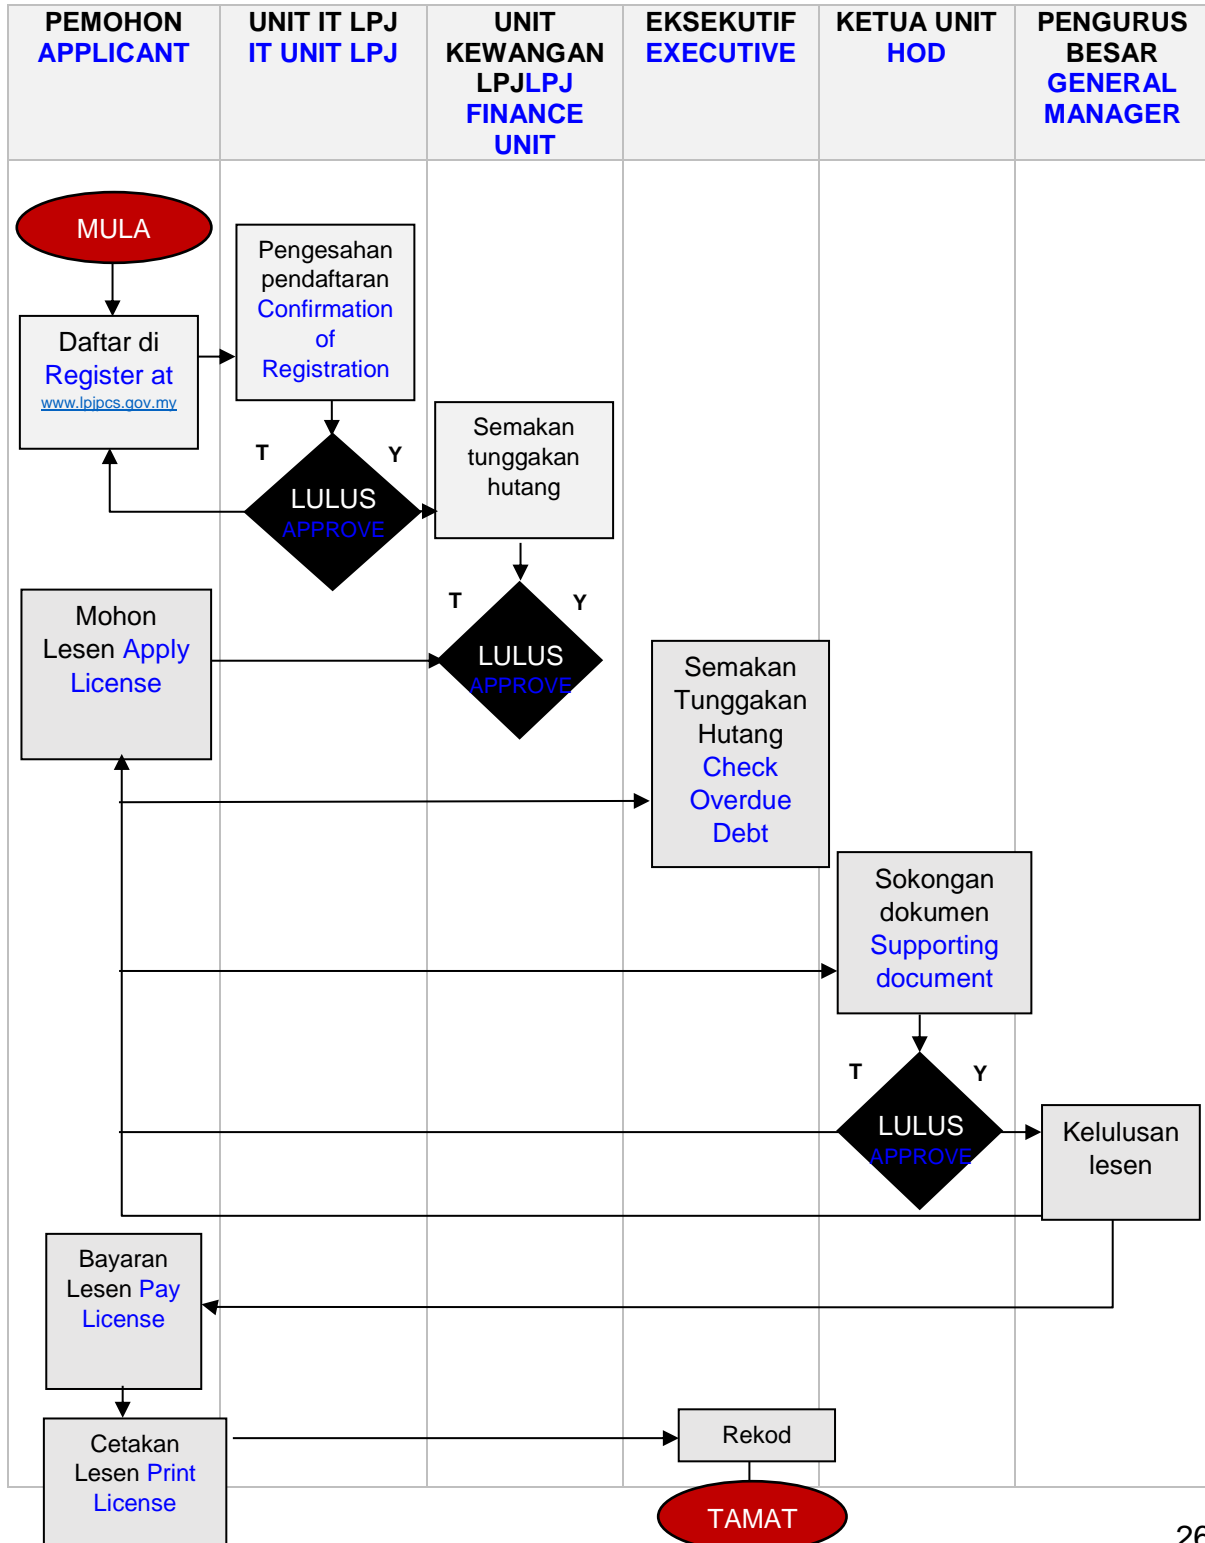 PEMOHON
APPLICANT
UNIT IT LPJ
IT UNIT LPJ
UNIT
KEWANGAN
LPJLPJ
FINANCE
UNIT
EKSEKUTIF
EXECUTIVE
KETUA UNIT
HOD
PENGURUS
BESAR
GENERAL
MANAGER
MULA
Daftar di
Register at
www.lpjpcs.gov.my
Pengesahan
pendaftaran
Confirmation
of
Registration
T
Y
LULUS
APPROVE
Semakan
tunggakan
hutang
T
Y
LULUS
APPROVE
Mohon
Lesen Apply
License
Semakan
Tunggakan
Hutang
Check
Overdue
Debt
Sokongan
dokumen
Supporting
document
T
Y
LULUS
APPROVE
Kelulusan
lesen
Bayaran
Lesen Pay
License
Cetakan
Lesen Print
License
Rekod
TAMAT
26